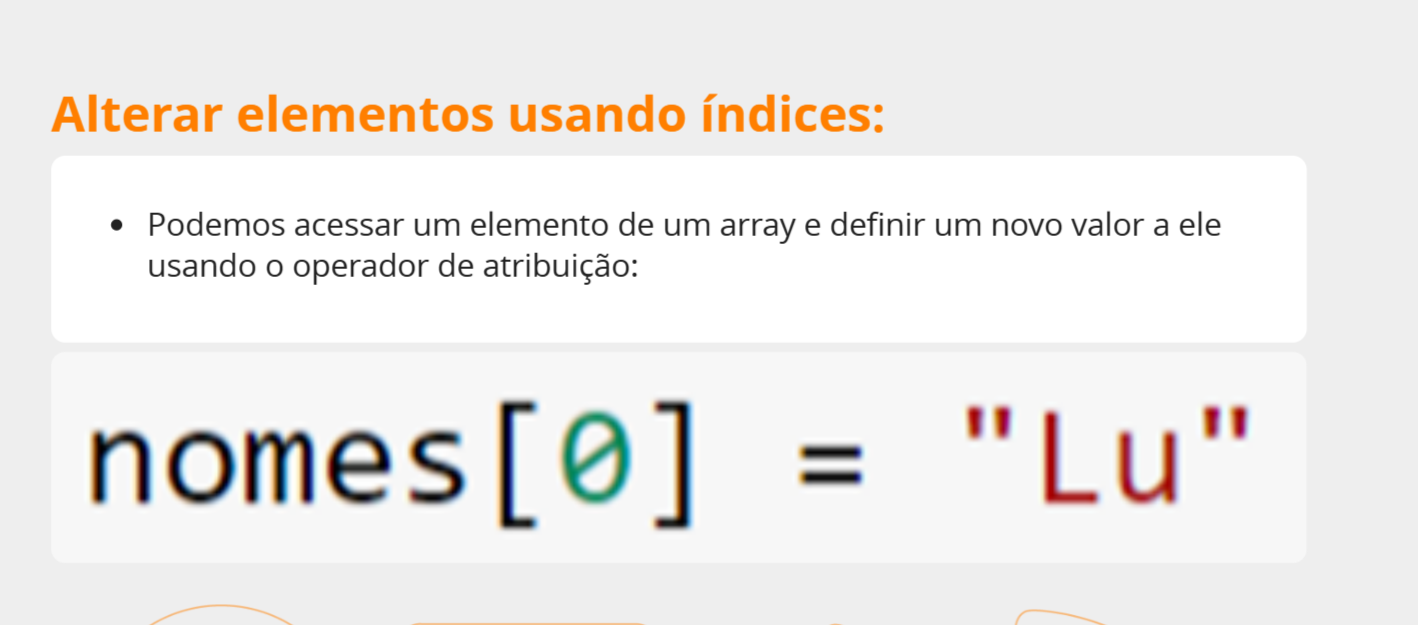 Alterar elementos usando índices:
• Podemos acessar um elemento de um array e definir um novo valor a ele
usando o operador de atribuição:
nomes[0] = "Lu"